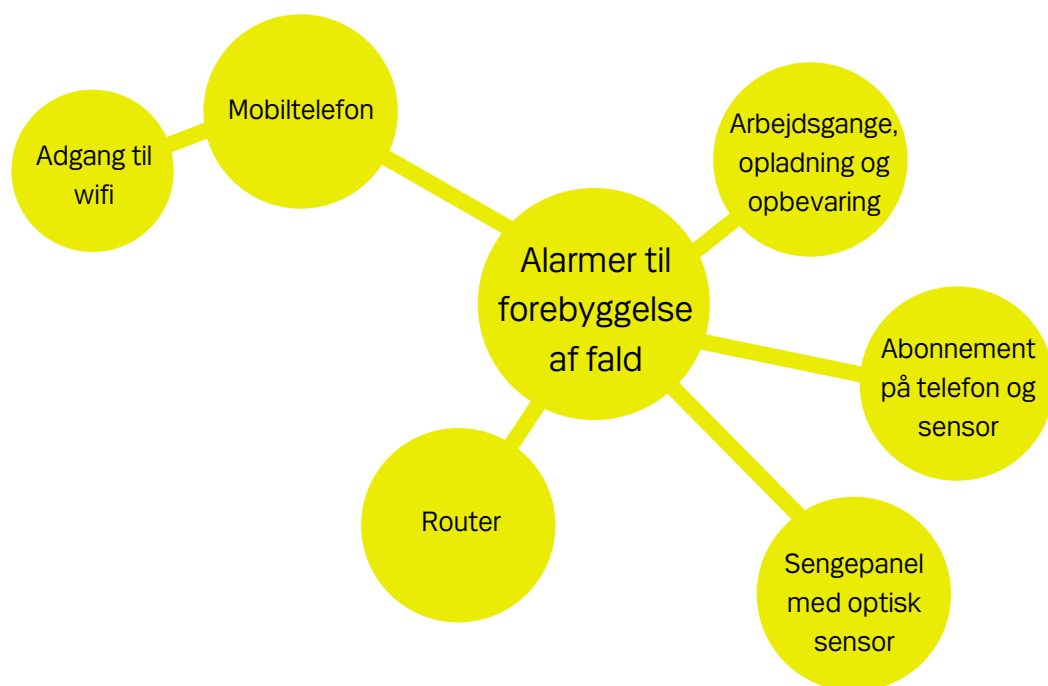 Mobiltelefon
Adgang til
wifi
Arbejdsgange,
opladning og
opbevaring
Alarmer til
forebyggelse
af fald
Abonnement
på telefon og
sensor
Router
Sengepanel
med optisk
sensor